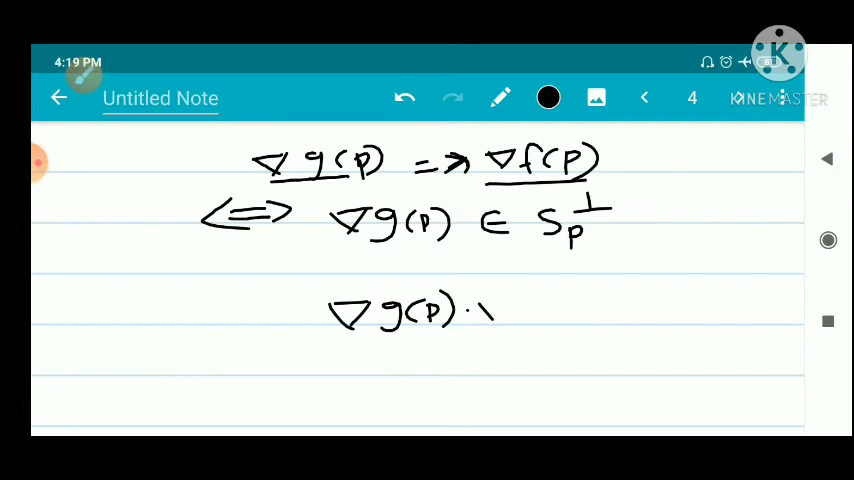 4:19 PM
K
KINEMASTER
Untitled Note
4
∇g(p) = λ∇f(p)
⇔ ∇g(p) ∈ S_p^⊥
∇g(p) ·